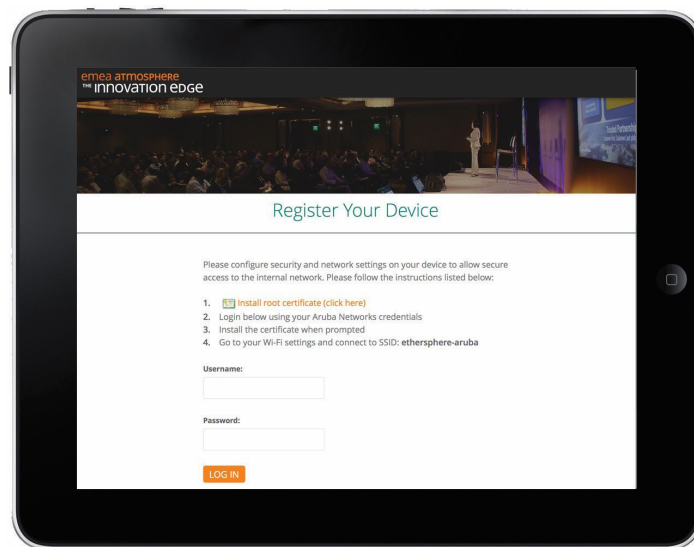 emea atmosphere
THE innovation edge
Trusted Partnership
Register Your Device
Please configure security and network settings on your device to allow secure
access to the internal network. Please follow the instructions listed below:
1. Install root certificate (click here)
2. Login below using your Aruba Networks credentials
3. Install the certificate when prompted
4. Go to your Wi-Fi settings and connect to SSID: ethersphere-aruba
Username:
Password:
LOG IN